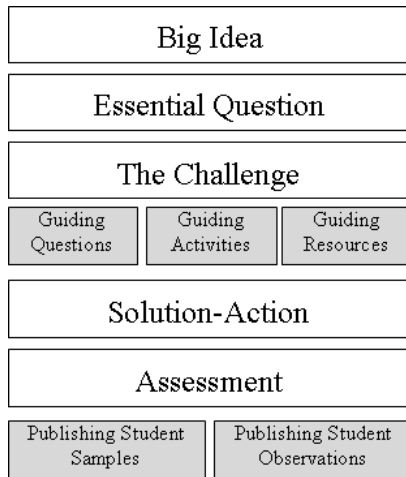 Big Idea
Essential Question
The Challenge
Guiding
Questions
Guiding
Activities
Guiding
Resources
Solution-Action
Assessment
Publishing Student
Samples
Publishing Student
Observations